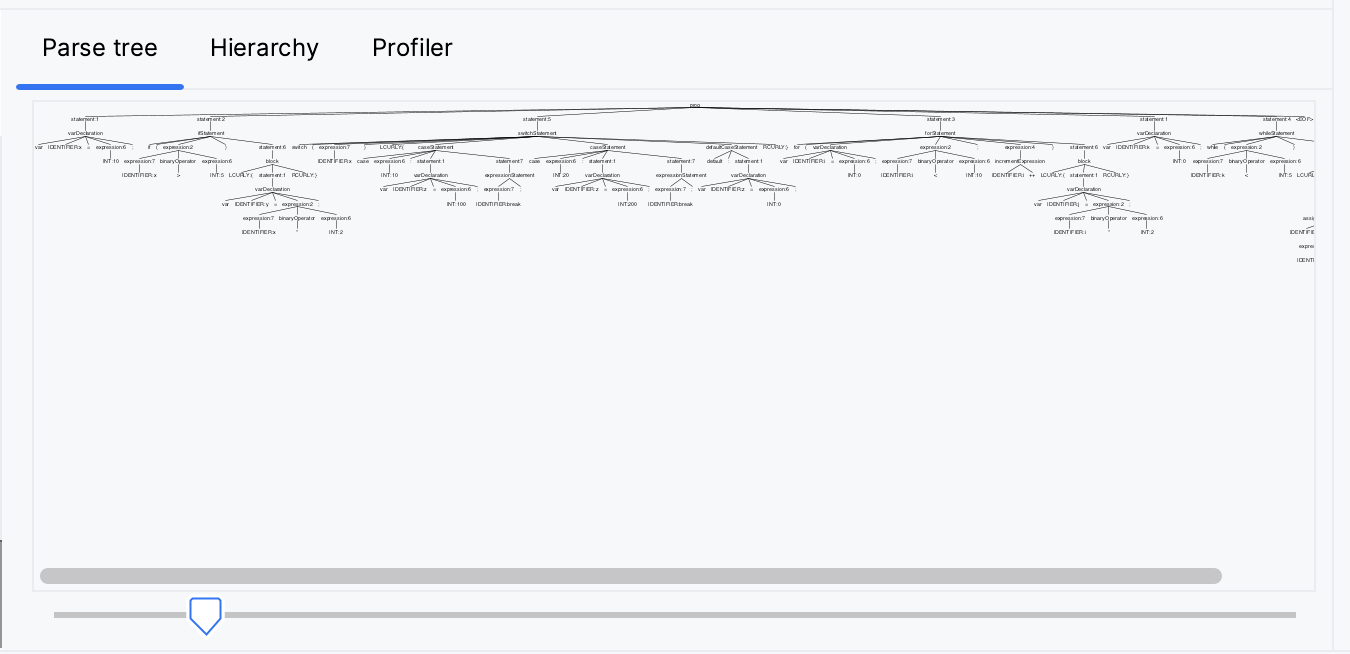 Parse tree Hierarchy Profiler
prog
statement:1 statement:2 statement:5 statement:3 statement:1 statement:4 <EOF>
varDeclaration ifStatement switchStatement forStatement varDeclaration whileStatement
var IDENTIFIER:x = expression:6 ; if ( expression:2 ) statement:6 switch ( expression:7 ) LCURLY:{ caseStatement caseStatement defaultCaseStatement RCURLY:} for ( varDeclaration expression:2 ; expression:4 ) statement:6 var IDENTIFIER:k = expression:6 ; while ( expression:2 )
INT:10 expression:7 binaryOperator expression:6 block IDENTIFIER:x case expression:6 : statement:1 statement:7 case expression:6 : statement:1 statement:7 default : statement:1 var IDENTIFIER:i = expression:6 ; expression:7 binaryOperator expression:6 incrementExpression block INT:0 expression:7 binaryOperator expression:6
IDENTIFIER:x > INT:5 LCURLY:{ statement:1 RCURLY:} INT:10 varDeclaration expressionStatement INT:20 varDeclaration expressionStatement varDeclaration INT:0 IDENTIFIER:i < INT:10 IDENTIFIER:i ++ LCURLY:{ statement:1 RCURLY:} IDENTIFIER:k < INT:5 LCURL
varDeclaration var IDENTIFIER:z = expression:6 ; expression:7 ; var IDENTIFIER:z = expression:6 ; expression:7 ; var IDENTIFIER:z = expression:6 ; varDeclaration
var IDENTIFIER:y = expression:2 ; INT:100 IDENTIFIER:break INT:200 IDENTIFIER:break INT:0 var IDENTIFIER:j = expression:2 ;
expression:7 binaryOperator expression:6 expression:7 binaryOperator expression:6 assig
IDENTIFIER:x * INT:2 IDENTIFIER:i * INT:2 IDENTIFIE
expre
IDENTI